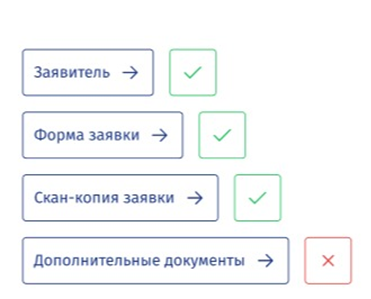 Заявитель →
Форма заявки →
Скан-копия заявки →
Дополнительные документы →